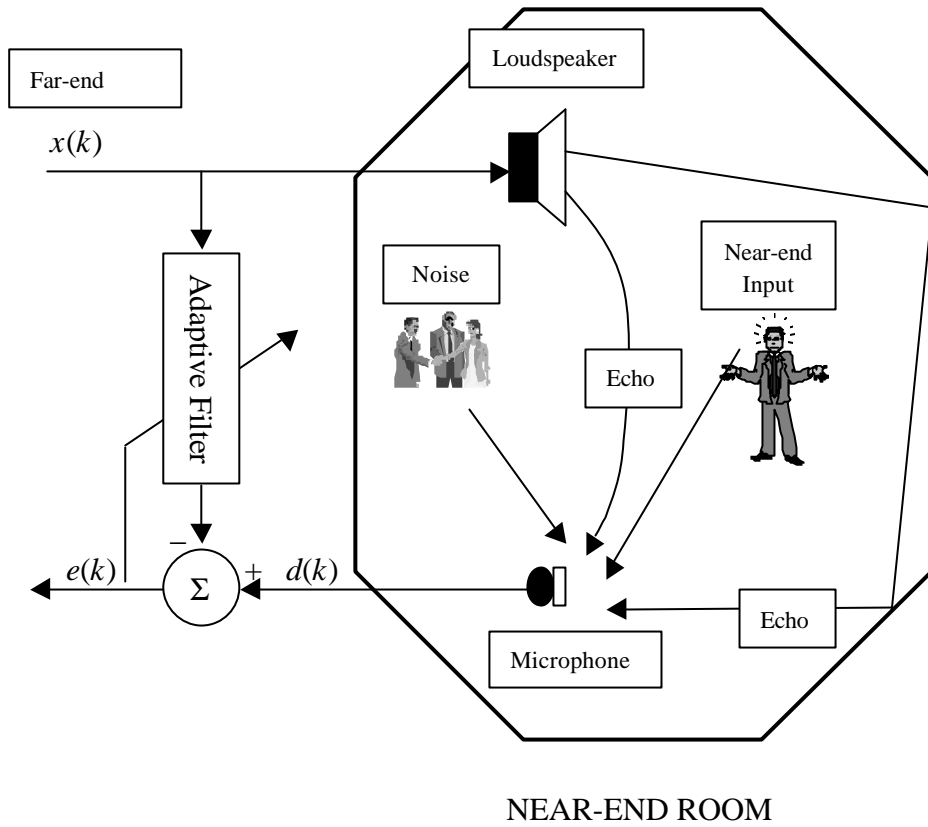 Loudspeaker
Far-end
x(k)
Near-end
Input
Noise
Adaptive Filter
Echo
−
e(k)
Σ
+
d(k)
Echo
Microphone
NEAR-END ROOM